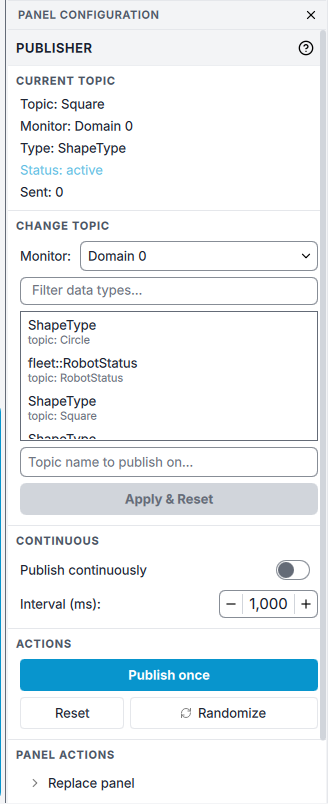 PANEL CONFIGURATION
PUBLISHER
CURRENT TOPIC
Topic: Square
Monitor: Domain 0
Type: ShapeType
Status: active
Sent: 0
CHANGE TOPIC
Monitor: Domain 0
Filter data types...
ShapeType
topic: Circle
fleet::RobotStatus
topic: RobotStatus
ShapeType
topic: Square
ShapeType
Topic name to publish on...
Apply & Reset
CONTINUOUS
Publish continuously
Interval (ms): 1,000
ACTIONS
Publish once
Reset Randomize
PANEL ACTIONS
Replace panel